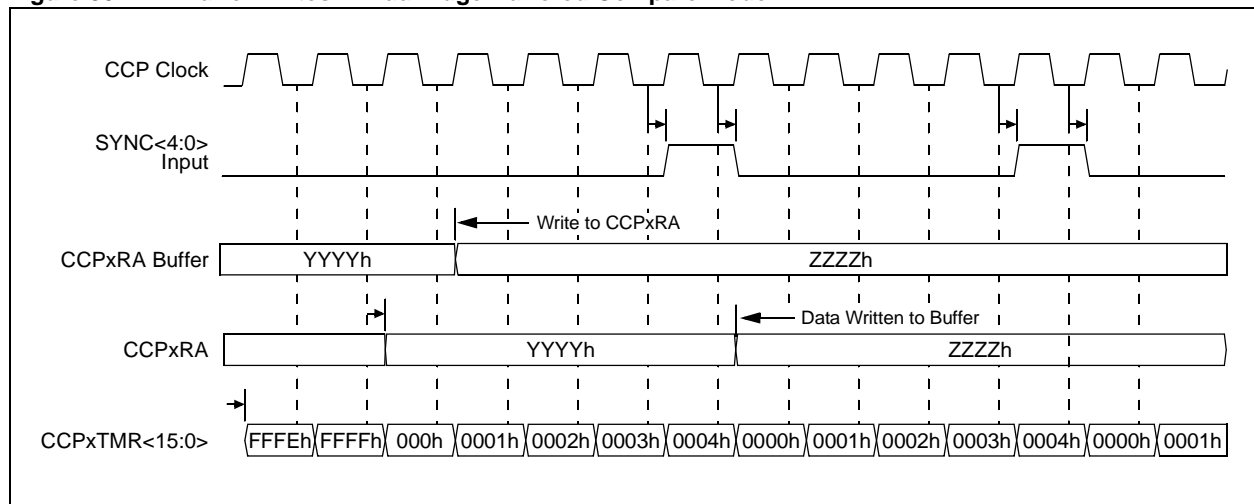 CCP Clock
SYNC<4:0>
Input
Write to CCPxRA
CCPxRA Buffer
YYYYh
ZZZZh
Data Written to Buffer
CCPxRA
YYYYh
ZZZZh
CCPxTMR<15:0>
FFFEh FFFFh 000h 0001h 0002h 0003h 0004h 0000h 0001h 0002h 0003h 0004h 0000h 0001h